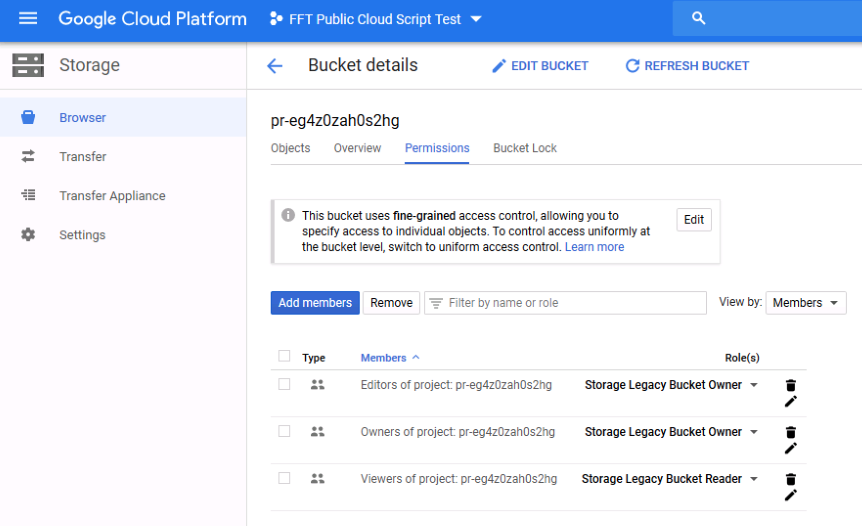 Google Cloud Platform
FFT Public Cloud Script Test
Storage
Bucket details
EDIT BUCKET
REFRESH BUCKET
Browser
Transfer
Transfer Appliance
Settings
pr-eg4z0zah0s2hg
Objects
Overview
Permissions
Bucket Lock
This bucket uses fine-grained access control, allowing you to
specify access to individual objects. To control access uniformly at
the bucket level, switch to uniform access control. Learn more
Edit
Add members
Remove
Filter by name or role
View by:
Members
Type
Members
Role(s)
Editors of project: pr-eg4z0zah0s2hg
Storage Legacy Bucket Owner
Owners of project: pr-eg4z0zah0s2hg
Storage Legacy Bucket Owner
Viewers of project: pr-eg4z0zah0s2hg
Storage Legacy Bucket Reader